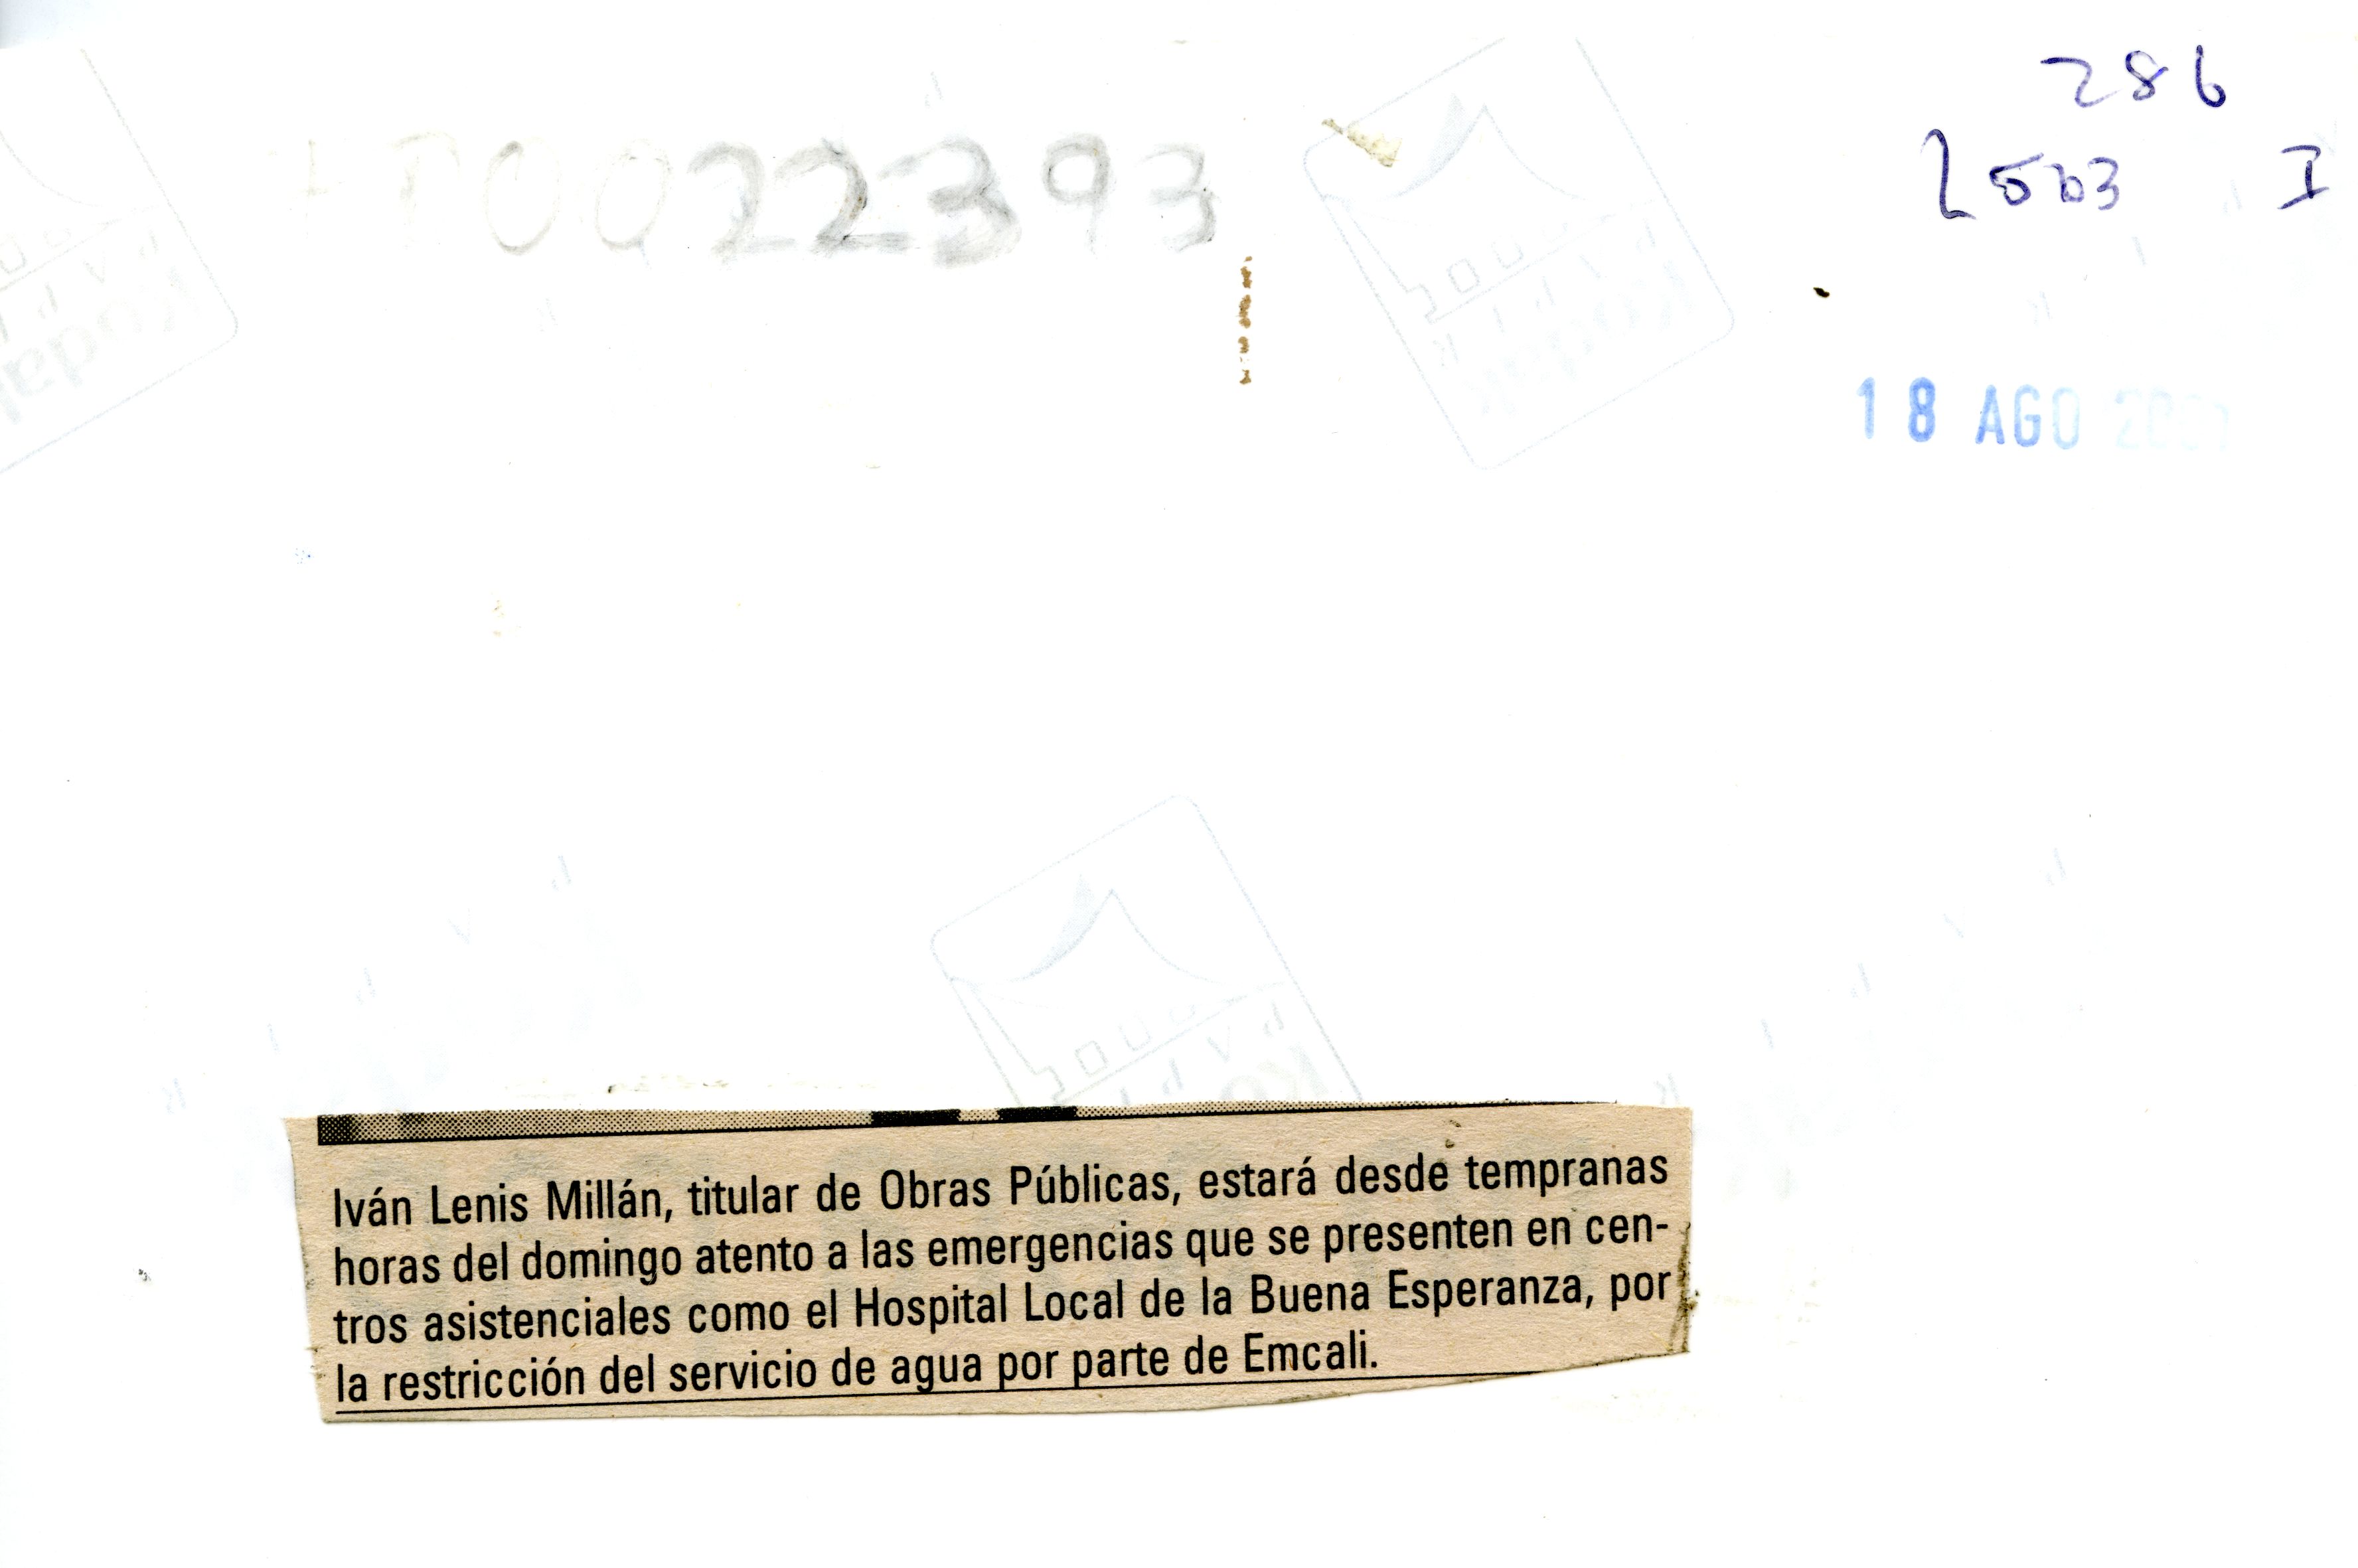 286
2503 I
TC0022393
18 AGO
Iván Lenis Millán, titular de Obras Públicas, estará desde tempranas
horas del domingo atento a las emergencias que se presenten en cen-
tros asistenciales como el Hospital Local de la Buena Esperanza, por
la restricción del servicio de agua por parte de Emcali.